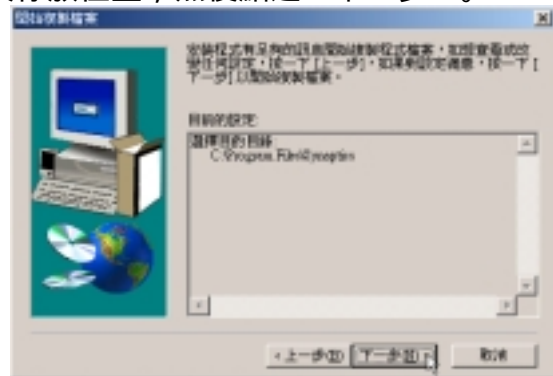 開始複製檔案
安裝程式有足夠的訊息開始複製程式檔案，如想查看或改
變任何設定，按一下 [上一步]，如果對設定滿意，按一下 [
下一步] 以開始複製檔案。
目前的設定:
選擇目的目錄
C:\Program Files\Synaptics
<上一步(B)
下一步(N)>
取消